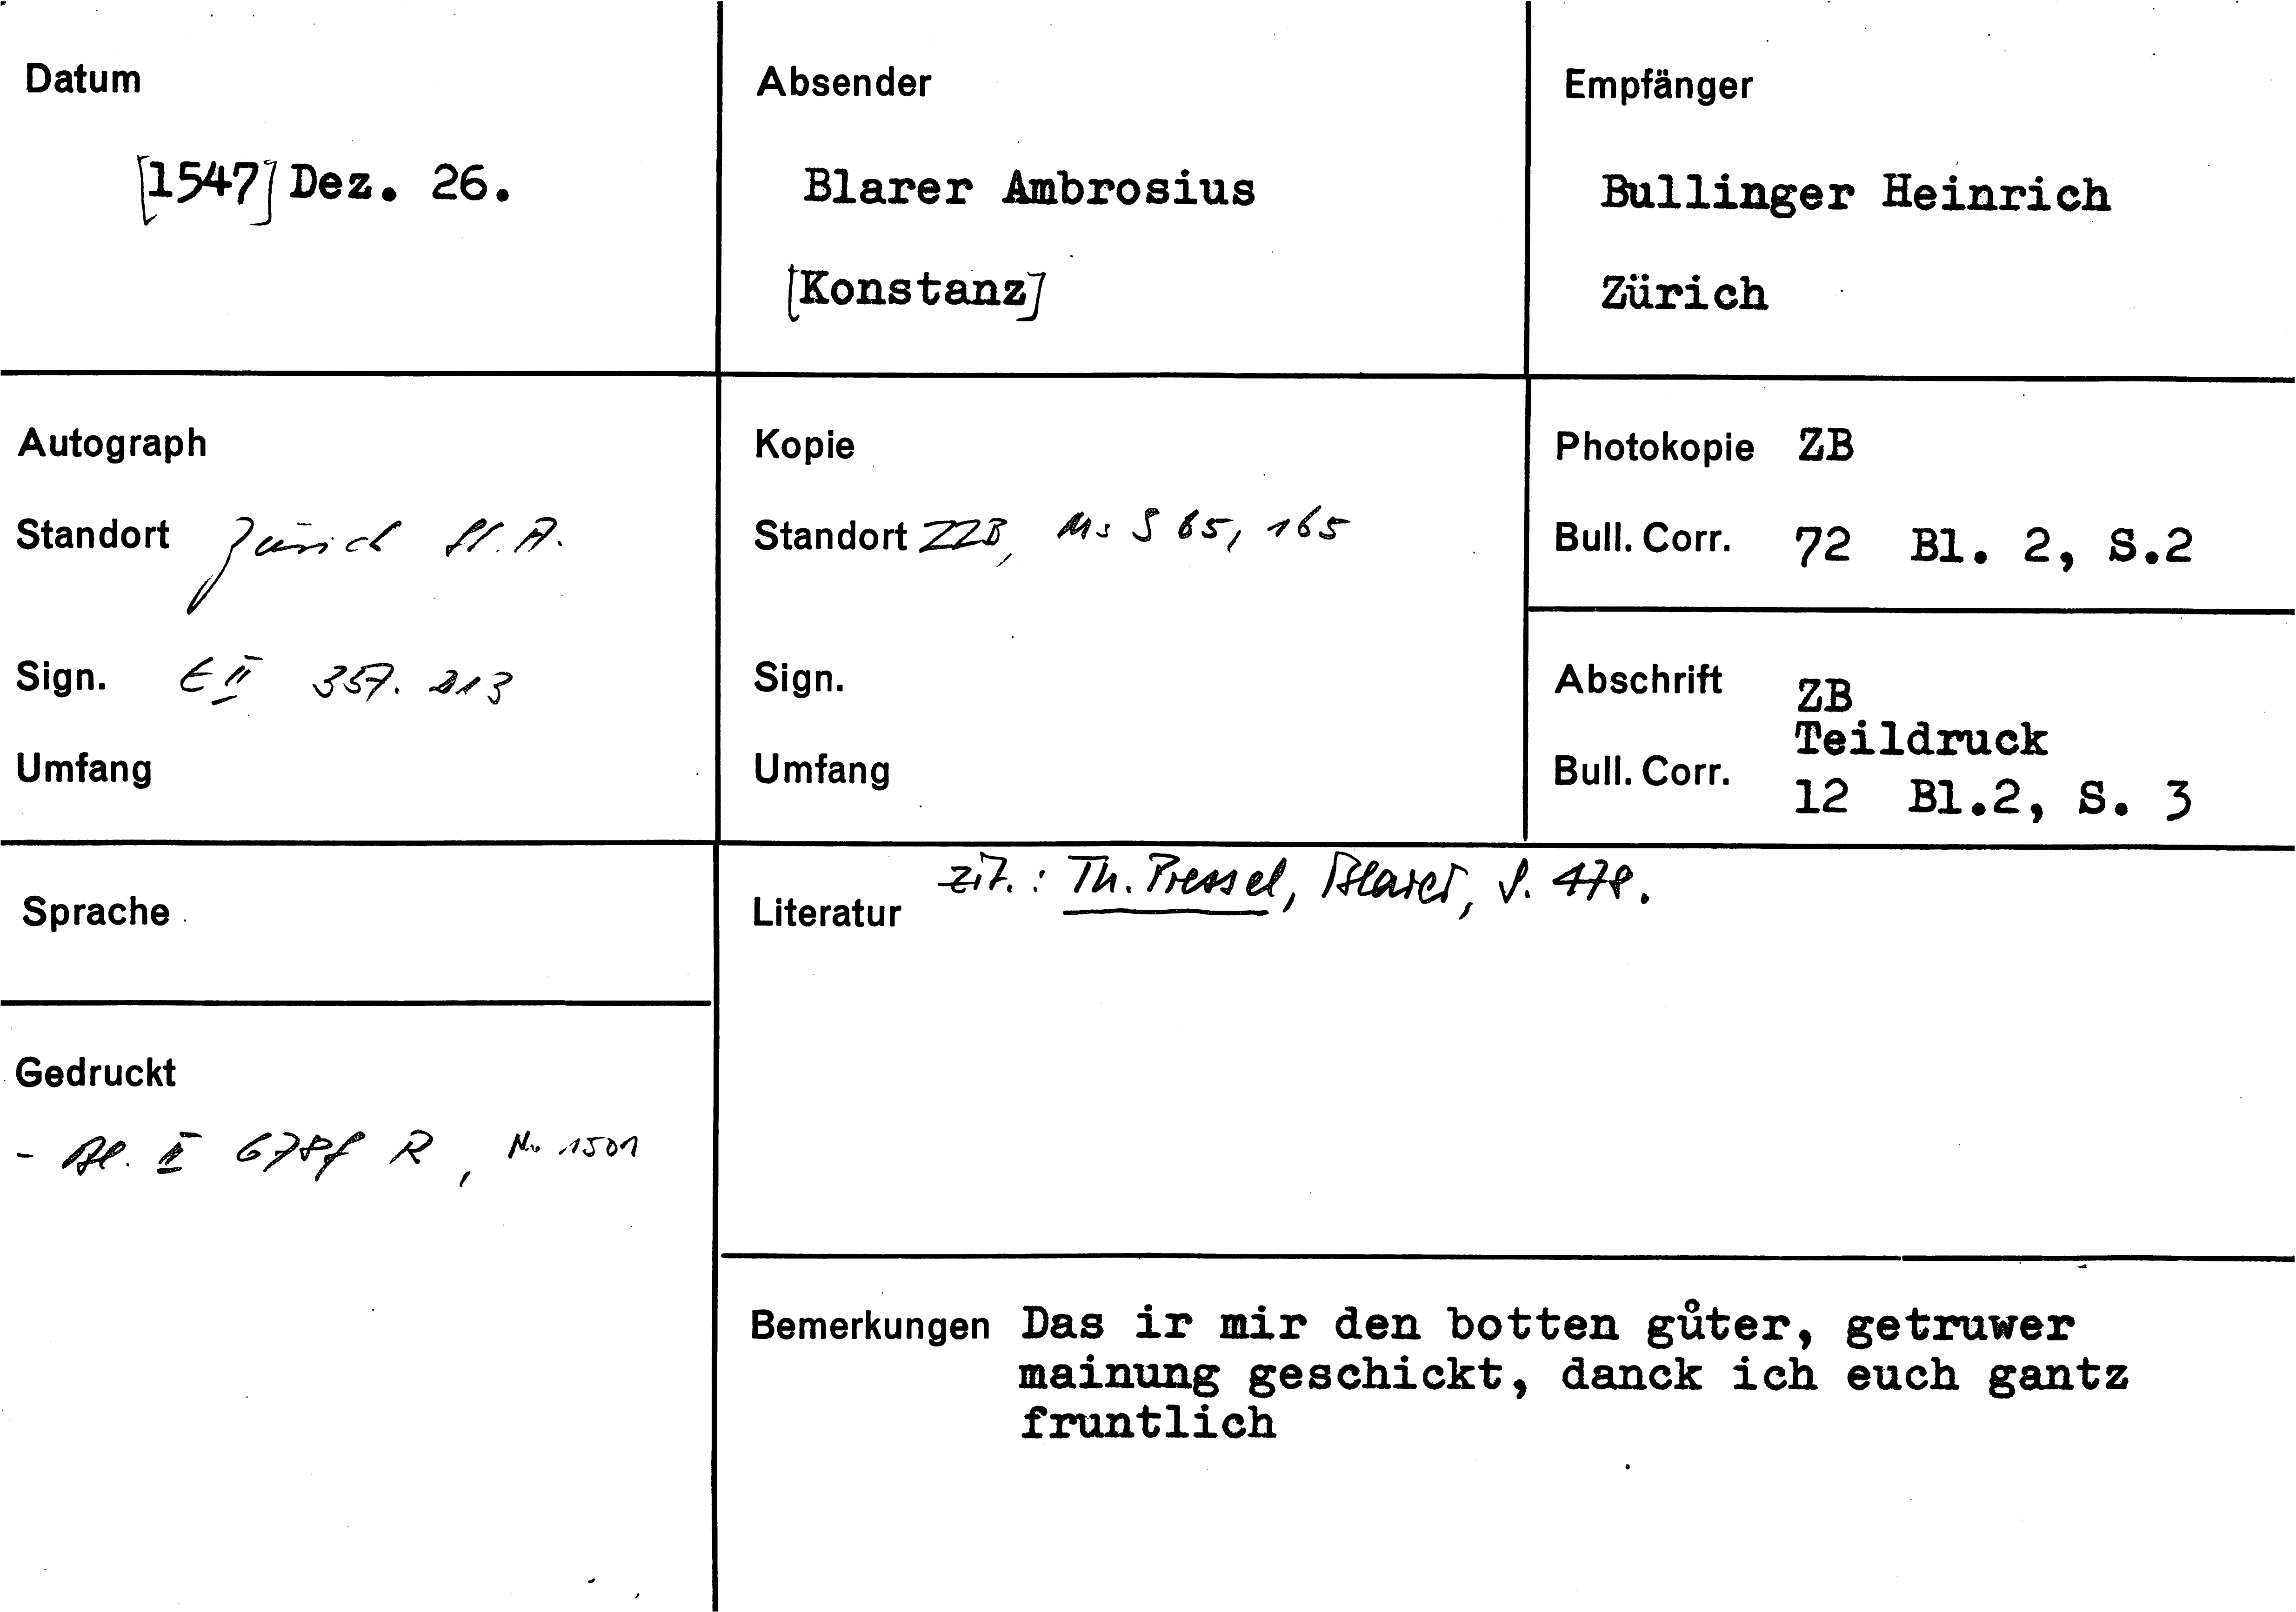 Datum
[1547] Dez. 26.
Absender
Blarer Ambrosius
[Konstanz]
Empfänger
Bullinger Heinrich
Zürich
Autograph
Standort Zürich St. A.
Sign. E II 357. 213
Umfang
Kopie
Standort ZZB, Ms S 65, 165
Sign.
Umfang
Photokopie ZB
Bull. Corr. 72 Bl. 2, S.2
Abschrift ZB
Teildruck
Bull. Corr. 12 Bl.2, S. 3
Sprache
Gedruckt
- Bl. II 678f R, Nr. 1501
Literatur zit.: Th. Pressel, Blarer, S. 478.
Bemerkungen Das ir mir den botten gůter, getruwer
mainung geschickt, danck ich euch gantz
fruntlich